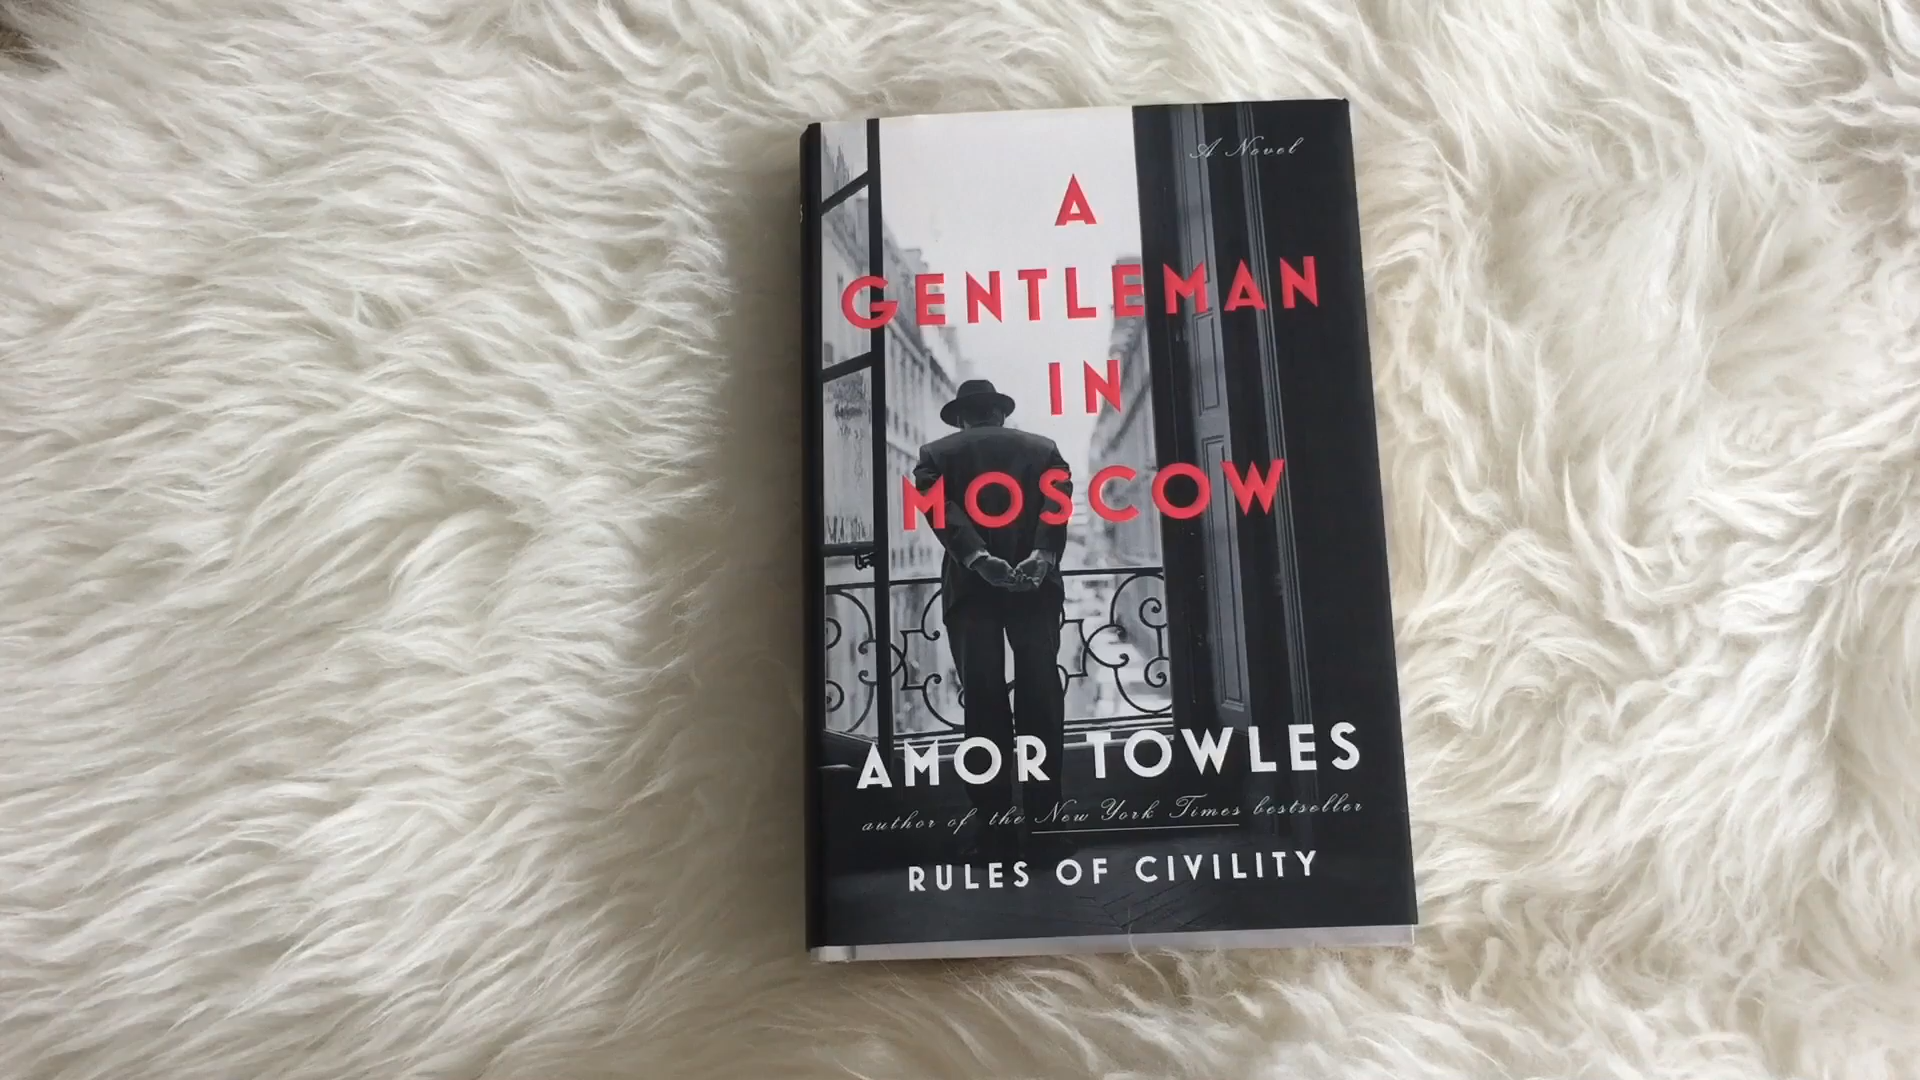 A Novel
A
GENTLEMAN
IN
MOSCOW
AMOR TOWLES
author of the New York Times bestseller
RULES OF CIVILITY